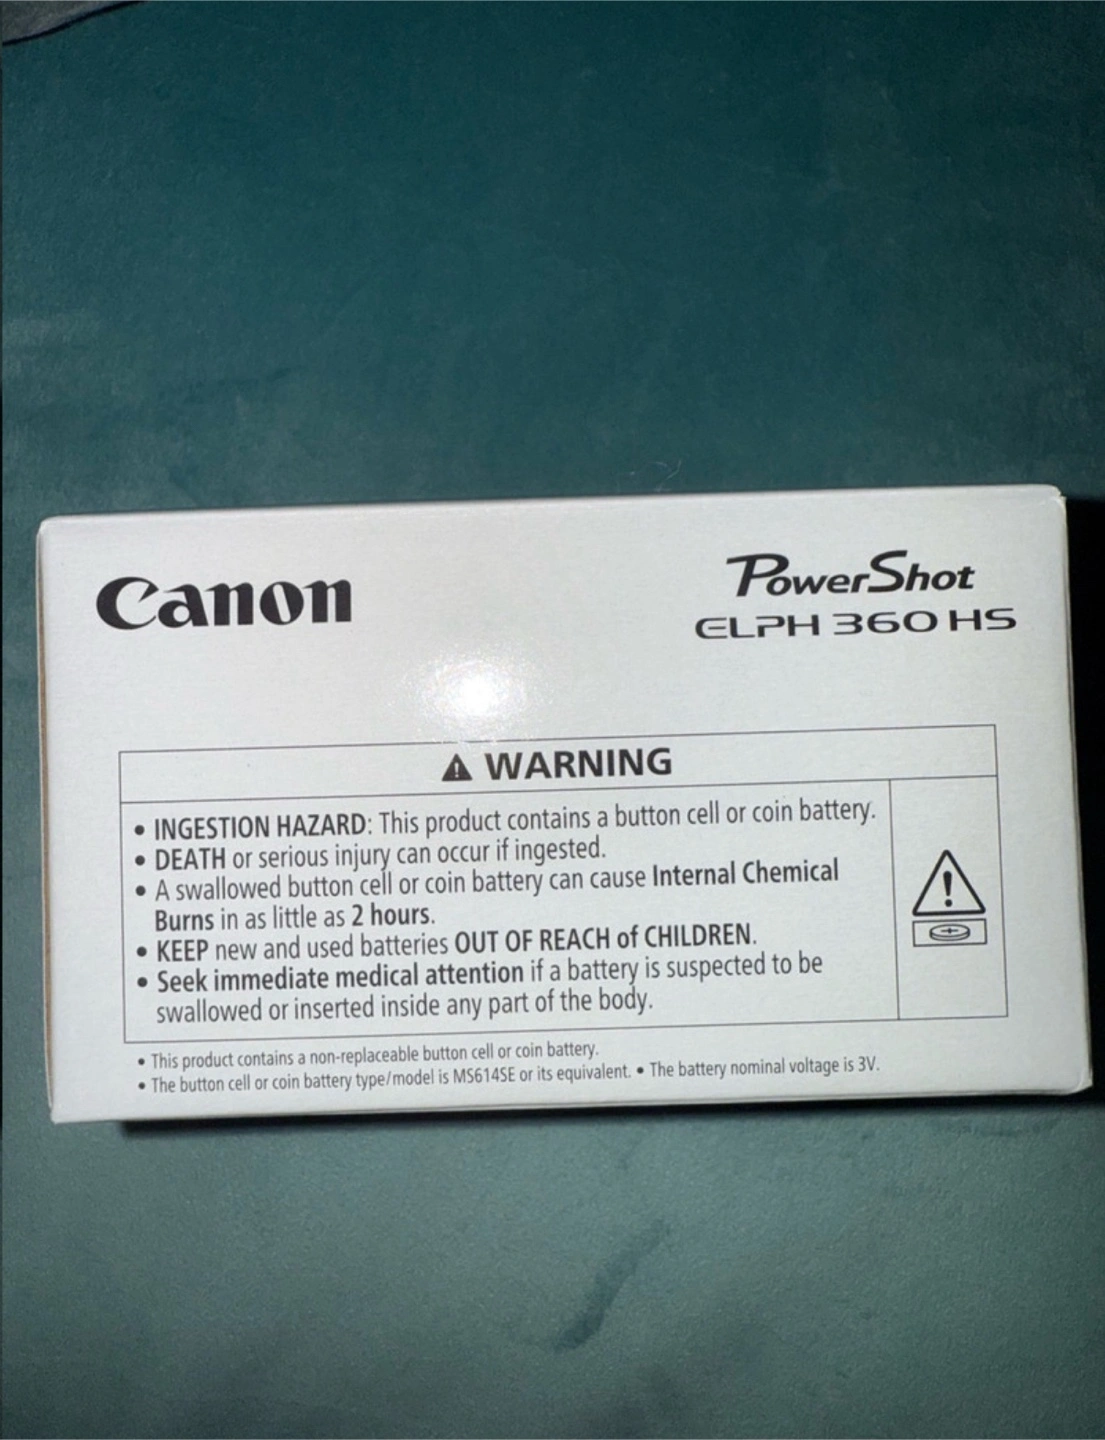 Canon
PowerShot
ELPH 360 HS
⚠ WARNING
• INGESTION HAZARD: This product contains a button cell or coin battery.
• DEATH or serious injury can occur if ingested.
• A swallowed button cell or coin battery can cause Internal Chemical
Burns in as little as 2 hours.
• KEEP new and used batteries OUT OF REACH of CHILDREN.
• Seek immediate medical attention if a battery is suspected to be
swallowed or inserted inside any part of the body.
• This product contains a non-replaceable button cell or coin battery.
• The button cell or coin battery type/model is MS614SE or its equivalent. • The battery nominal voltage is 3V.